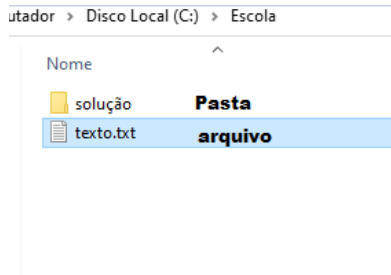 utador > Disco Local (C:) > Escola
Nome
solução Pasta
texto.txt arquivo